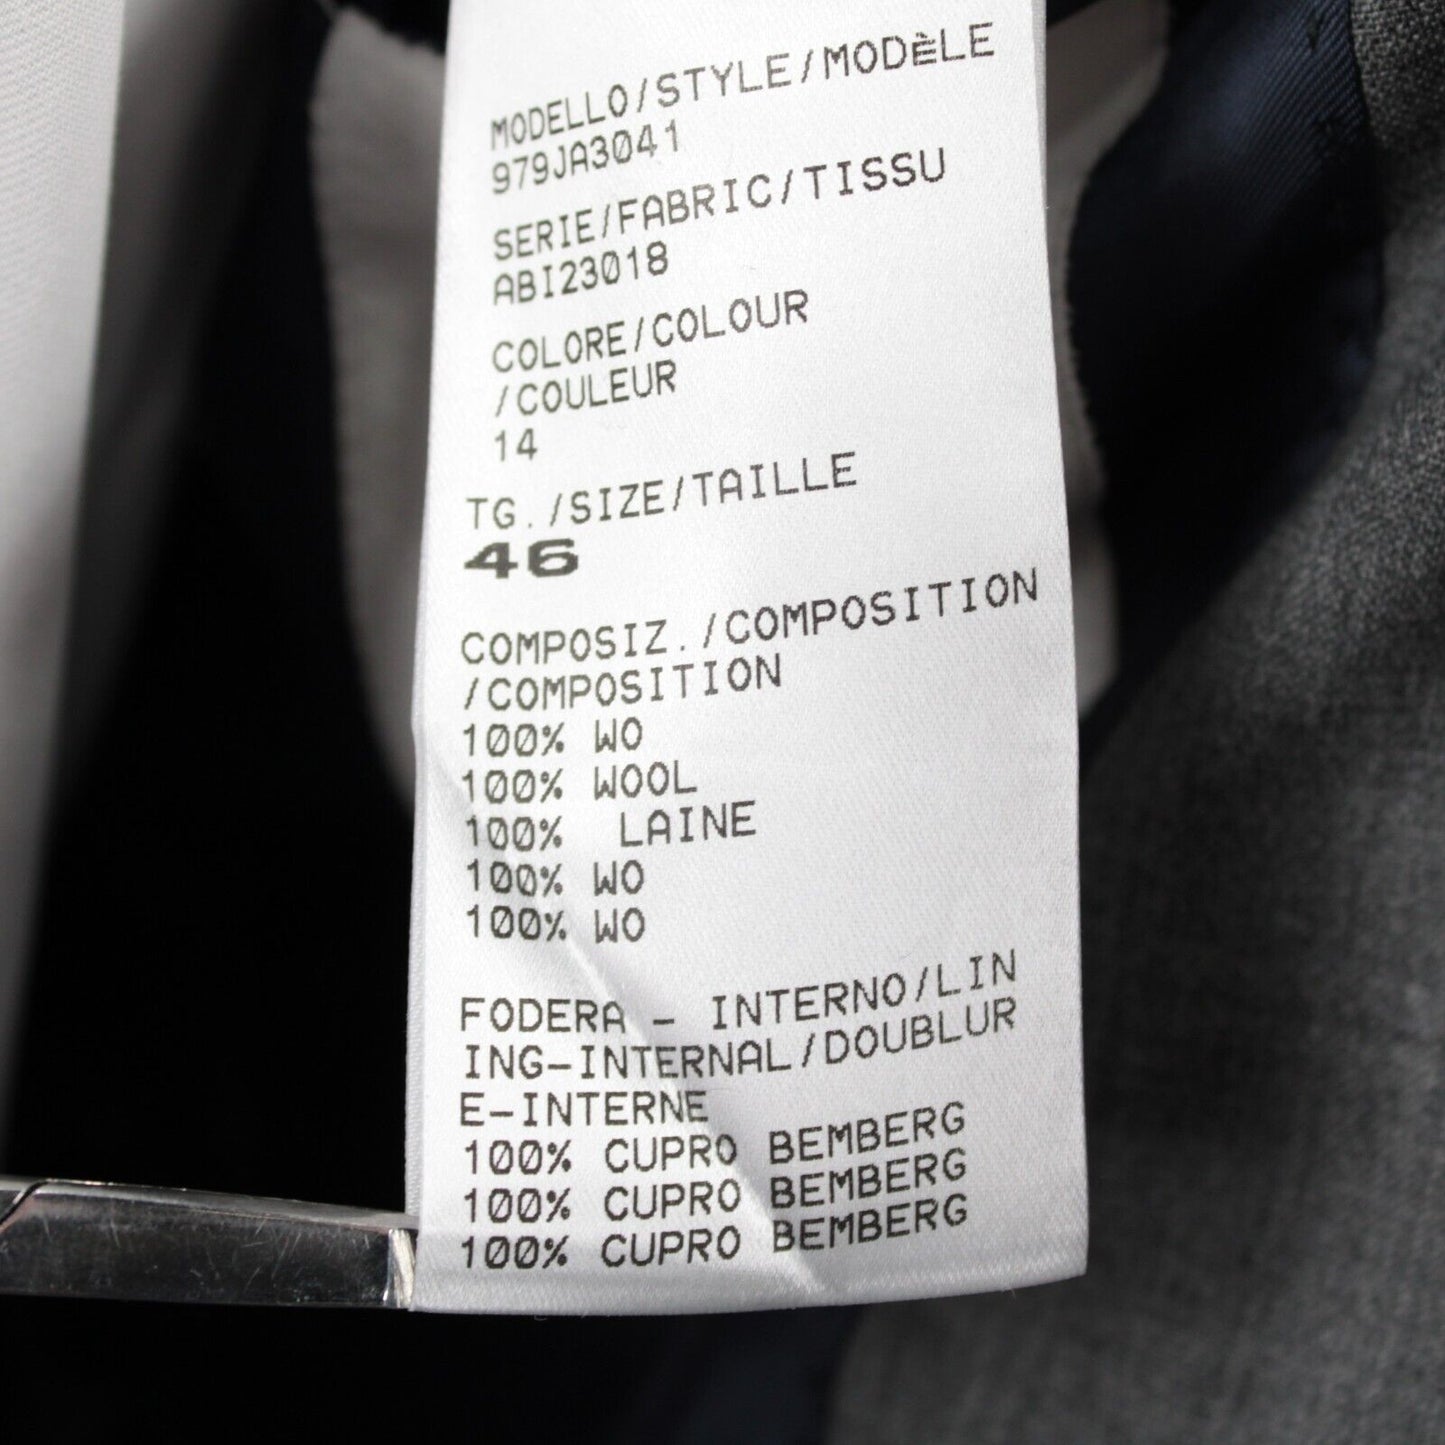 MODELLO/STYLE/MODÈLE
979JA3041
SERIE/FABRIC/TISSU
ABI23018
COLORE/COLOUR
/COULEUR
14
TG./SIZE/TAILLE
46
COMPOSIZ./COMPOSITION
/COMPOSITION
100% WO
100% WOOL
100% LAINE
100% WO
100% WO
FODERA - INTERNO/LIN
ING-INTERNAL/DOUBLUR
E-INTERNE
100% CUPRO BEMBERG
100% CUPRO BEMBERG
100% CUPRO BEMBERG